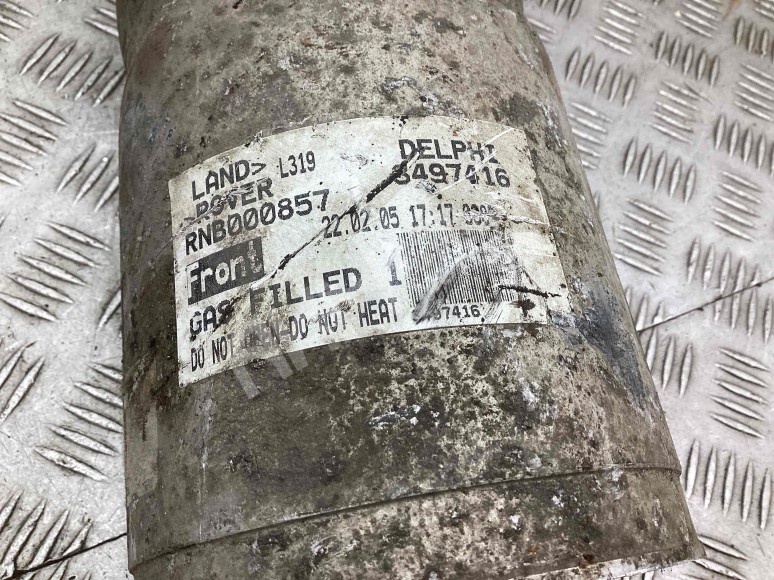 LAND> L319 DELPHI
ROVER 3497416
RNB000857
22.02.05 17:17
Front
GAS FILLED 1
DO NOT OPEN-DO NOT HEAT